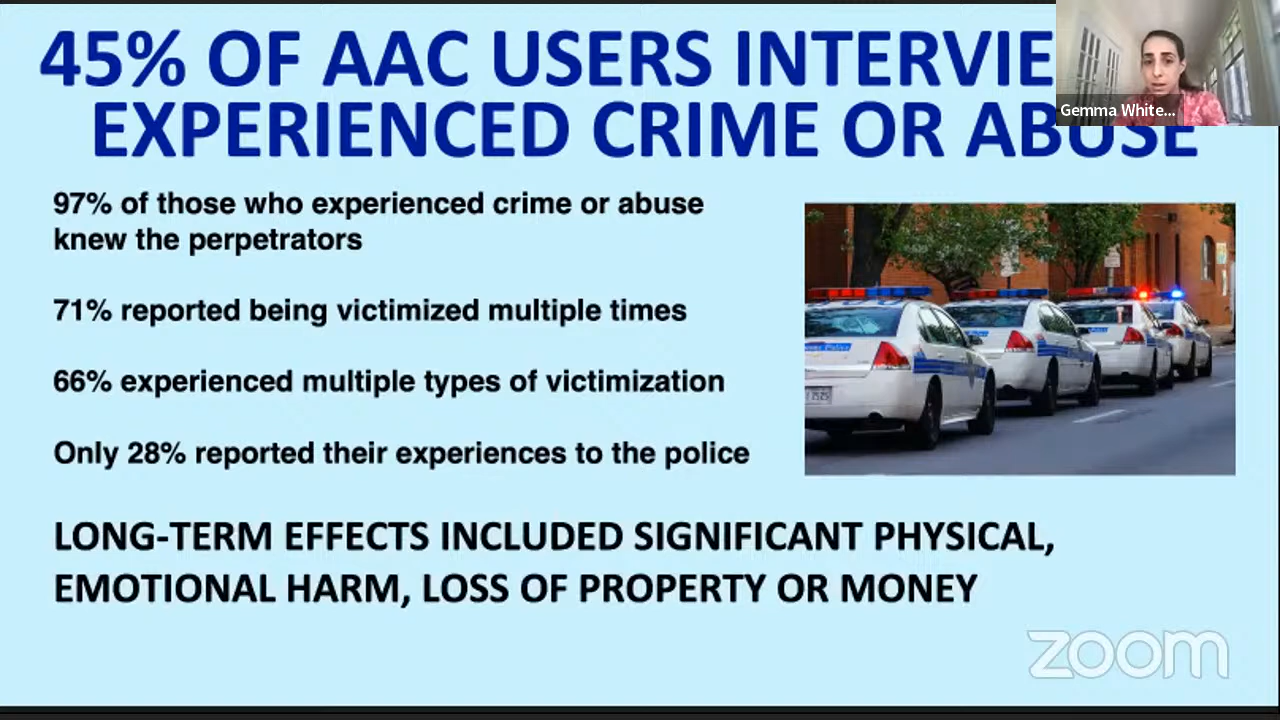 45% OF AAC USERS
EXPERIENCED CRIME OR ABUSE
Gemma White...
97% of those who experienced crime or abuse
knew the perpetrators
71% reported being victimized multiple times
66% experienced multiple types of victimization
Only 28% reported their experiences to the police
LONG-TERM EFFECTS INCLUDED SIGNIFICANT PHYSICAL,
EMOTIONAL HARM, LOSS OF PROPERTY OR MONEY
zoom